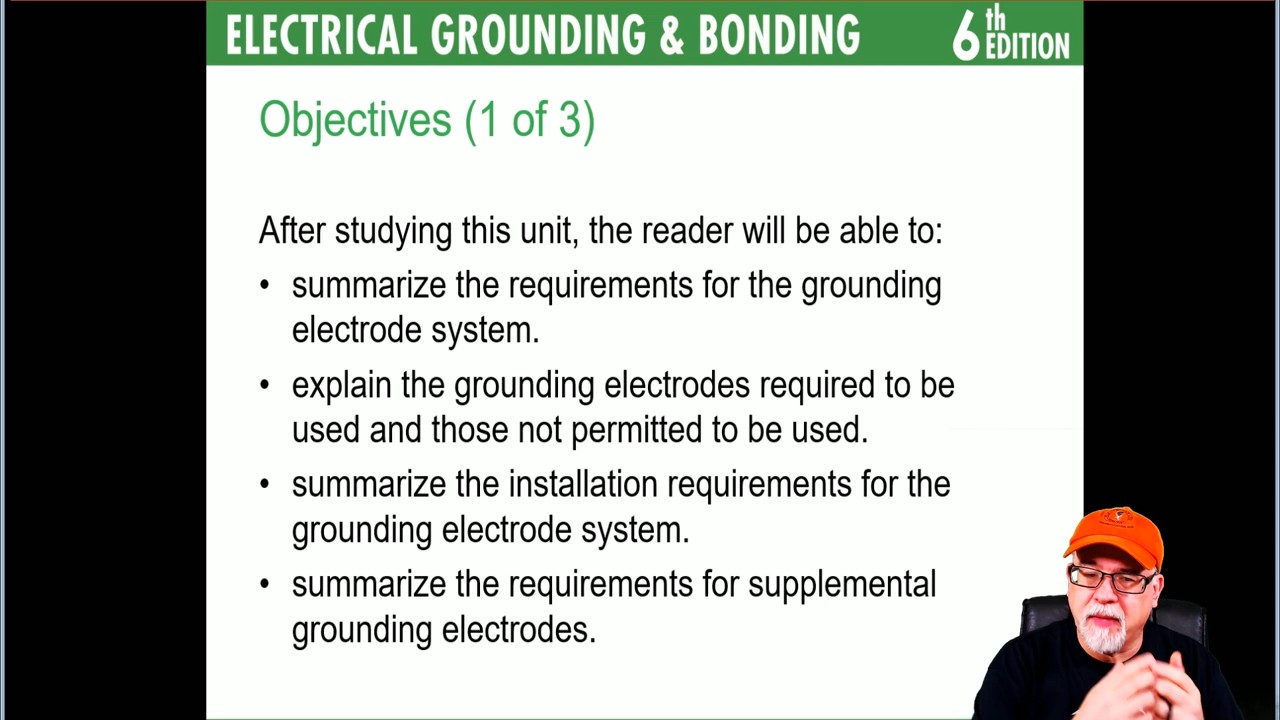 ELECTRICAL GROUNDING & BONDING 6th EDITION
Objectives (1 of 3)
After studying this unit, the reader will be able to:
• summarize the requirements for the grounding
electrode system.
• explain the grounding electrodes required to be
used and those not permitted to be used.
• summarize the installation requirements for the
grounding electrode system.
• summarize the requirements for supplemental
grounding electrodes.